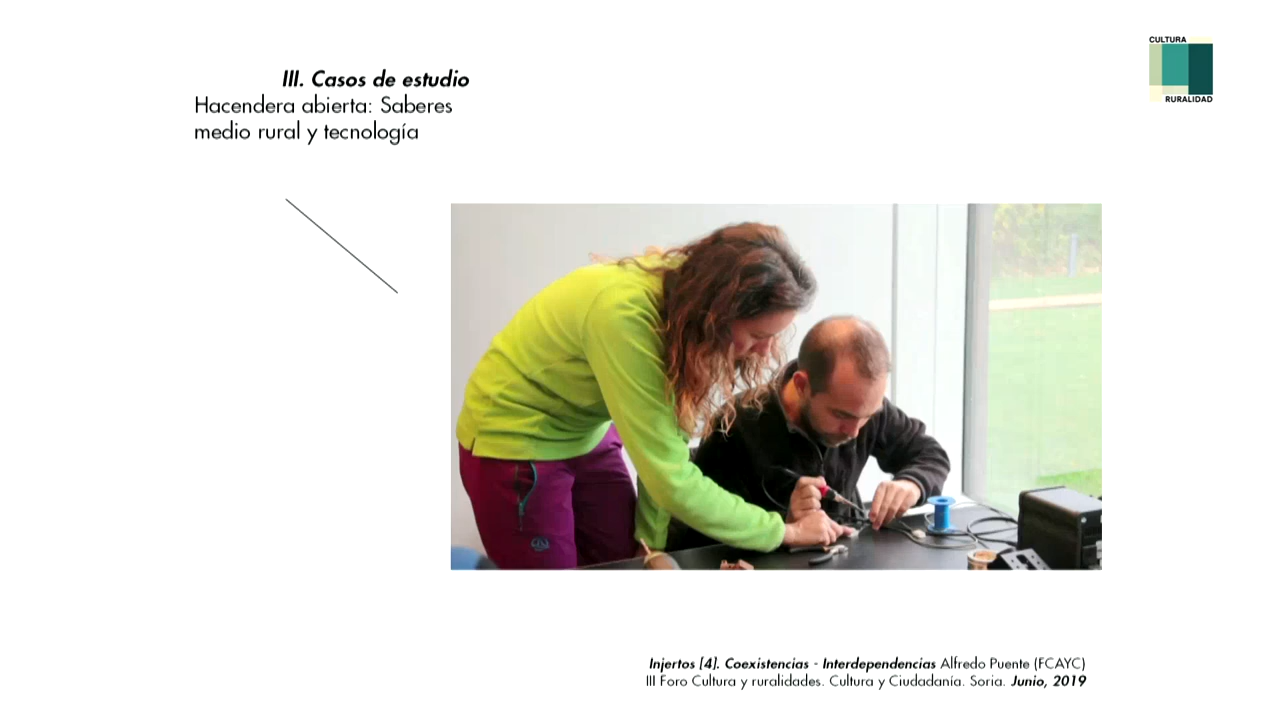 CULTURA
RURALIDAD
III. Casos de estudio
Hacendera abierta: Saberes
medio rural y tecnología
Injertos [4]. Coexistencias - Interdependencias Alfredo Puente (FCAYC)
III Foro Cultura y ruralidades. Cultura y Ciudadanía. Soria. Junio, 2019